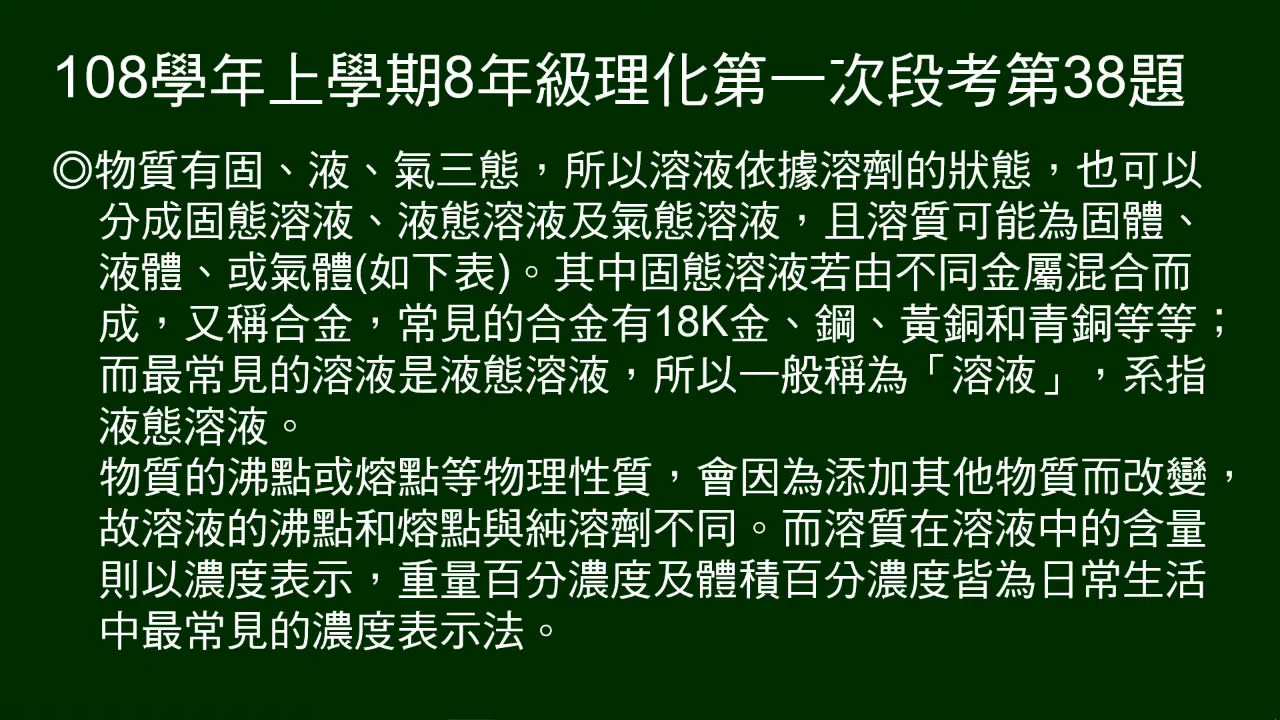 108學年上學期8年級理化第一次段考第38題
◎物質有固、液、氣三態，所以溶液依據溶劑的狀態，也可以
分成固態溶液、液態溶液及氣態溶液，且溶質可能為固體、
液體、或氣體(如下表)。其中固態溶液若由不同金屬混合而
成，又稱合金，常見的合金有18K金、鋼、黃銅和青銅等等；
而最常見的溶液是液態溶液，所以一般稱為「溶液」，系指
液態溶液。
物質的沸點或熔點等物理性質，會因為添加其他物質而改變，
故溶液的沸點和熔點與純溶劑不同。而溶質在溶液中的含量
則以濃度表示，重量百分濃度及體積百分濃度皆為日常生活
中最常見的濃度表示法。